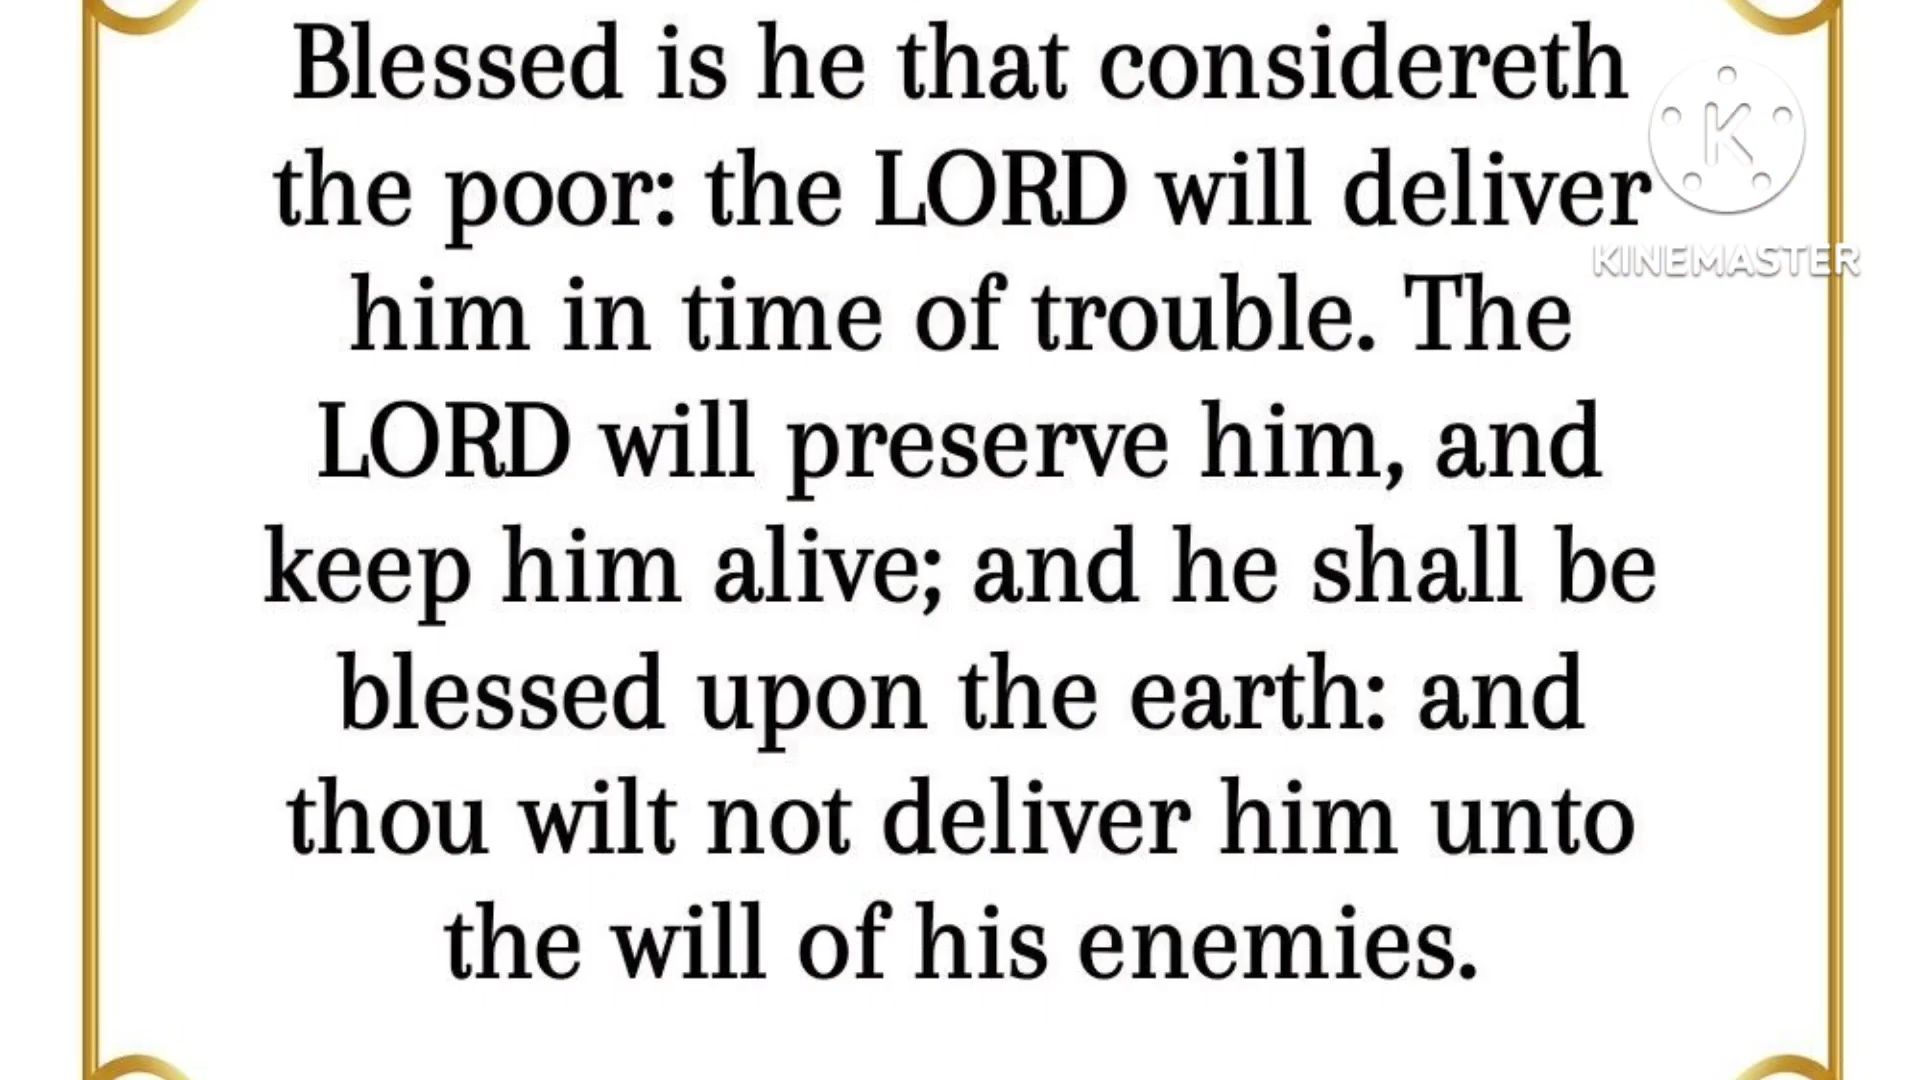 Blessed is he that considereth
the poor: the LORD will deliver
him in time of trouble. The
LORD will preserve him, and
keep him alive; and he shall be
blessed upon the earth: and
thou wilt not deliver him unto
the will of his enemies.
K
KINEMASTER